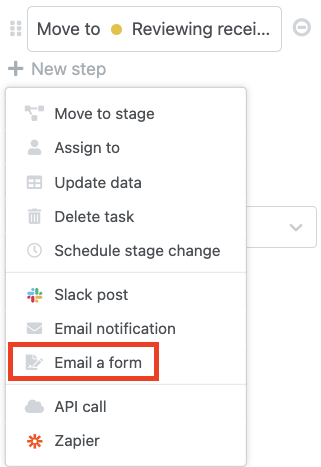 Move to Reviewing recei...
New step
Move to stage
Assign to
Update data
Delete task
Schedule stage change
Slack post
Email notification
Email a form
API call
Zapier